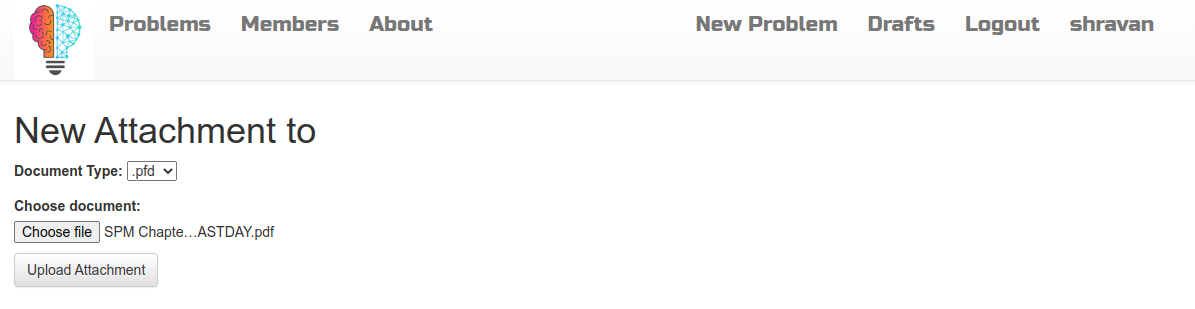 Problems Members About New Problem Drafts Logout shravan
New Attachment to
Document Type: .pfd
Choose document:
Choose file SPM Chapte…ASTDAY.pdf
Upload Attachment